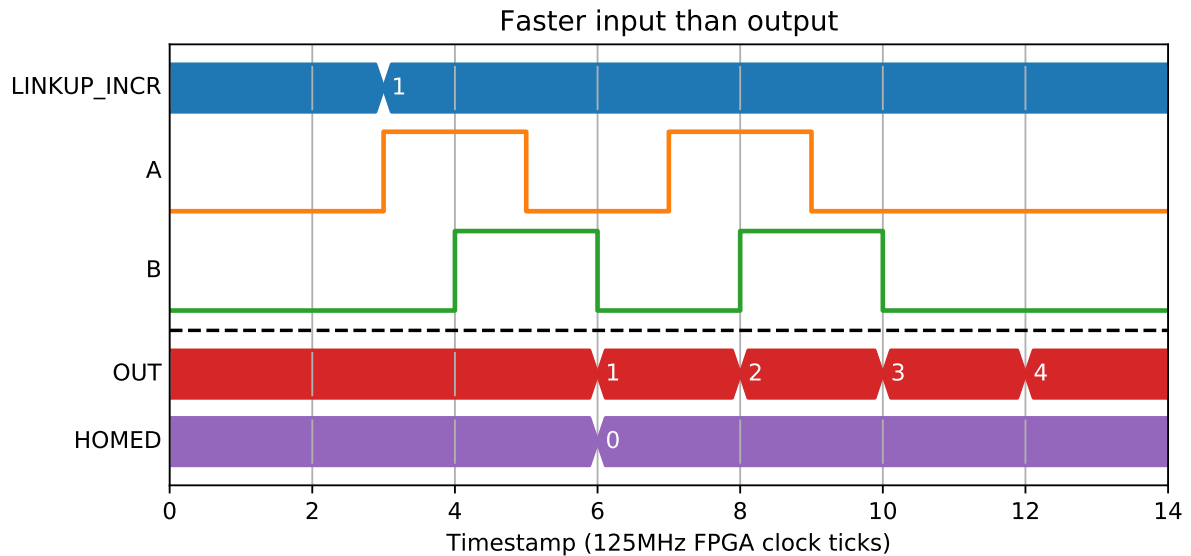 Faster input than output
LINKUP_INCR
1
A
B
OUT
1 2 3 4
HOMED
0
0 2 4 6 8 10 12 14
Timestamp (125MHz FPGA clock ticks)